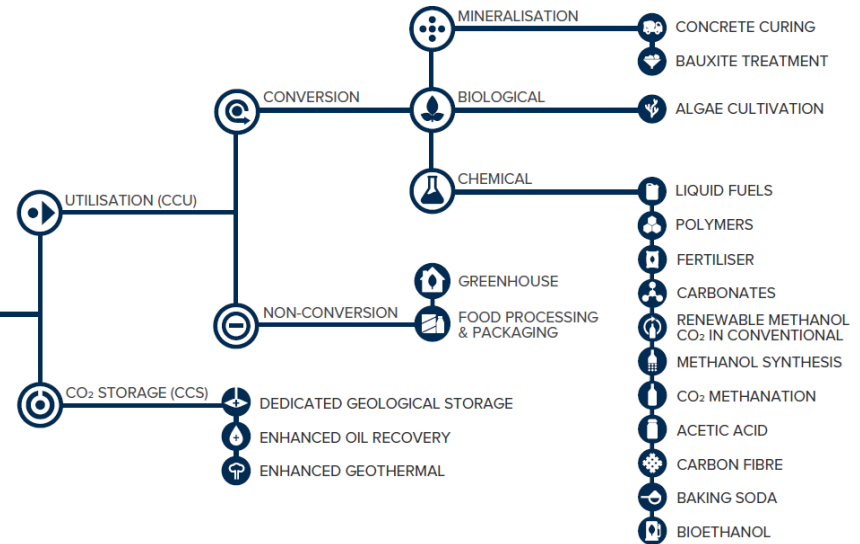 MINERALISATION
CONCRETE CURING
BAUXITE TREATMENT
CONVERSION
BIOLOGICAL
ALGAE CULTIVATION
CHEMICAL
LIQUID FUELS
UTILISATION (CCU)
POLYMERS
FERTILISER
GREENHOUSE
CARBONATES
NON-CONVERSION
FOOD PROCESSING
& PACKAGING
RENEWABLE METHANOL
CO₂ IN CONVENTIONAL
METHANOL SYNTHESIS
CO₂ STORAGE (CCS)
DEDICATED GEOLOGICAL STORAGE
ENHANCED OIL RECOVERY
ENHANCED GEOTHERMAL
CO₂ METHANATION
ACETIC ACID
CARBON FIBRE
BAKING SODA
BIOETHANOL